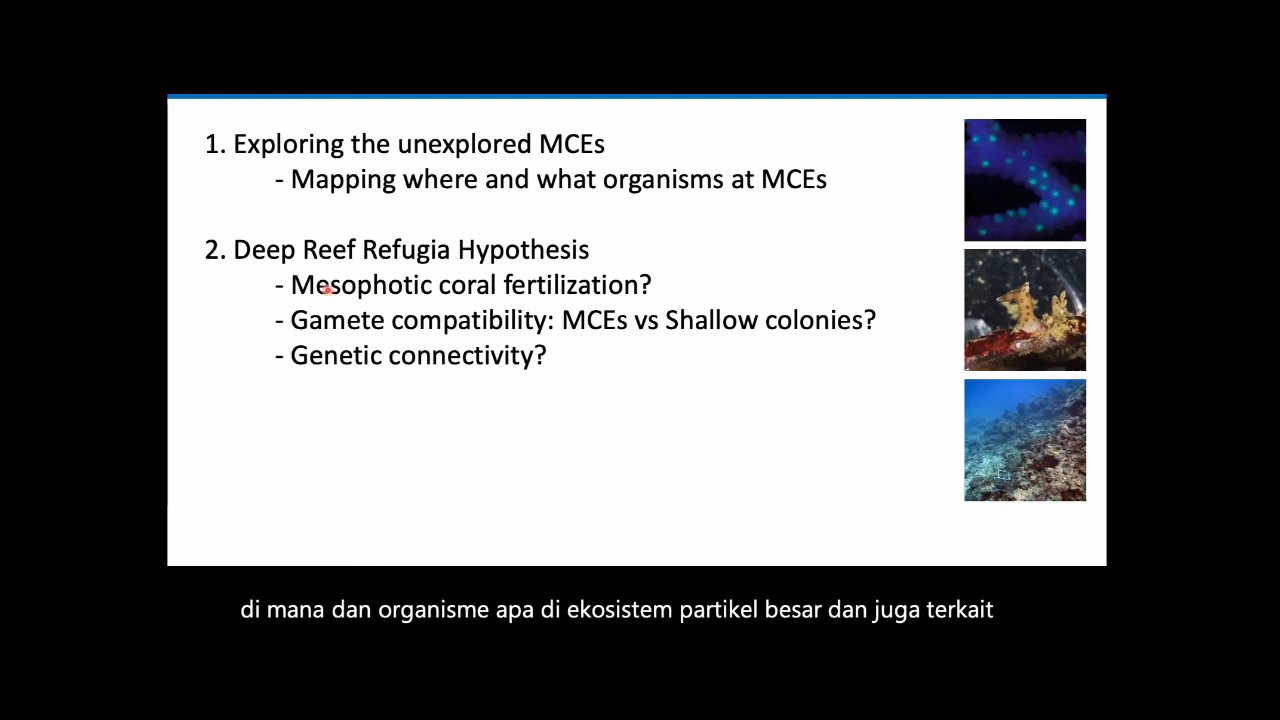 1. Exploring the unexplored MCEs
- Mapping where and what organisms at MCEs
2. Deep Reef Refugia Hypothesis
- Mesophotic coral fertilization?
- Gamete compatibility: MCEs vs Shallow colonies?
- Genetic connectivity?
di mana dan organisme apa di ekosistem partikel besar dan juga terkait